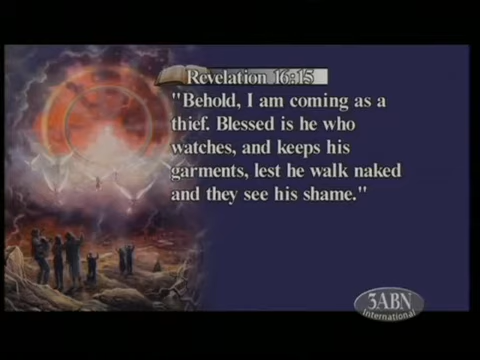 Revelation 16:15
"Behold, I am coming as a
thief. Blessed is he who
watches, and keeps his
garments, lest he walk naked
and they see his shame."
3ABN
International